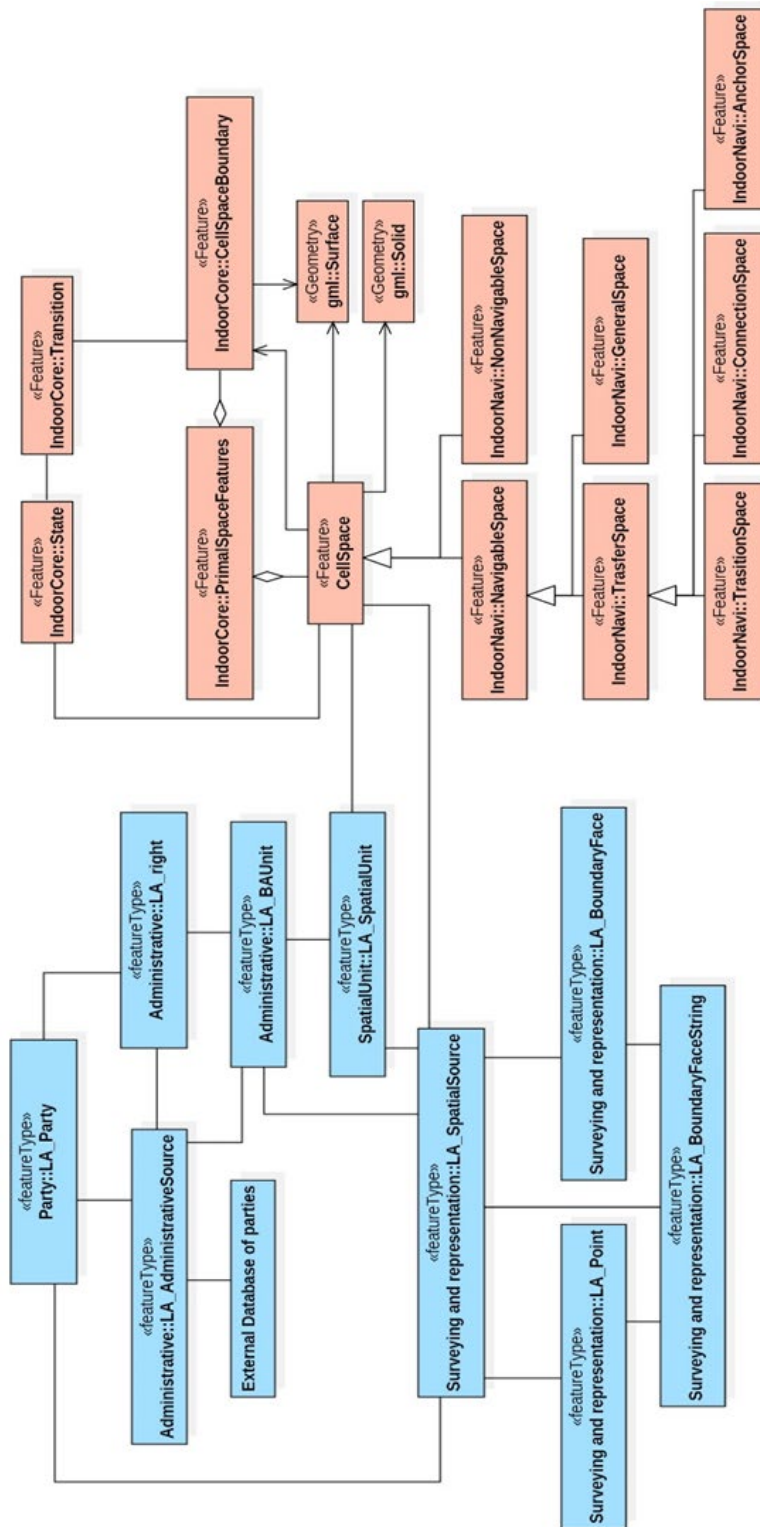 «featureType»
Party::LA_Party
«featureType»
Administrative::LA_AdministrativeSource
«featureType»
Administrative::LA_right
External Database of parties
«featureType»
Administrative::LA_BAUnit
«featureType»
SpatialUnit::LA_SpatialUnit
«featureType»
Surveying and representation::LA_SpatialSource
«featureType»
Surveying and representation::LA_Point
«featureType»
Surveying and representation::LA_BoundaryFace
«featureType»
Surveying and representation::LA_BoundaryFaceString
«Feature»
IndoorCore::State
«Feature»
IndoorCore::Transition
«Feature»
IndoorCore::PrimalSpaceFeatures
«Feature»
IndoorCore::CellSpaceBoundary
«Feature»
CellSpace
«Geometry»
gml::Surface
«Geometry»
gml::Solid
«Feature»
IndoorNavi::NavigableSpace
«Feature»
IndoorNavi::NonNavigableSpace
«Feature»
IndoorNavi::TrasferSpace
«Feature»
IndoorNavi::GeneralSpace
«Feature»
IndoorNavi::TrasitionSpace
«Feature»
IndoorNavi::ConnectionSpace
«Feature»
IndoorNavi::AnchorSpace